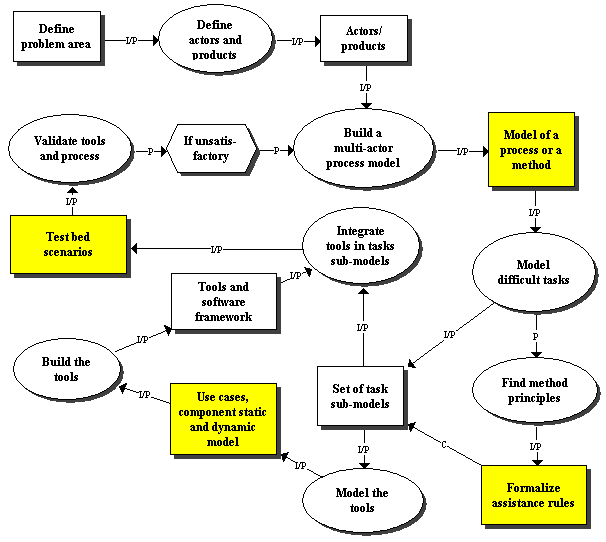 Define
problem area
I/P
Define
actors and
products
I/P
Actors/
products
I/P
Validate tools
and process
P
If unsatis-
factory
P
Build a
multi-actor
process model
I/P
Model of a
process or a
method
I/P
I/P
Test bed
scenarios
I/P
Integrate
tools in tasks
sub-models
Model
difficult tasks
I/P
Tools and
software
framework
I/P
I/P
I/P
P
Build the
tools
I/P
Use cases,
component static
and dynamic
model
Set of task
sub-models
Find method
principles
I/P
C
I/P
I/P
Model the
tools
Formalize
assistance rules